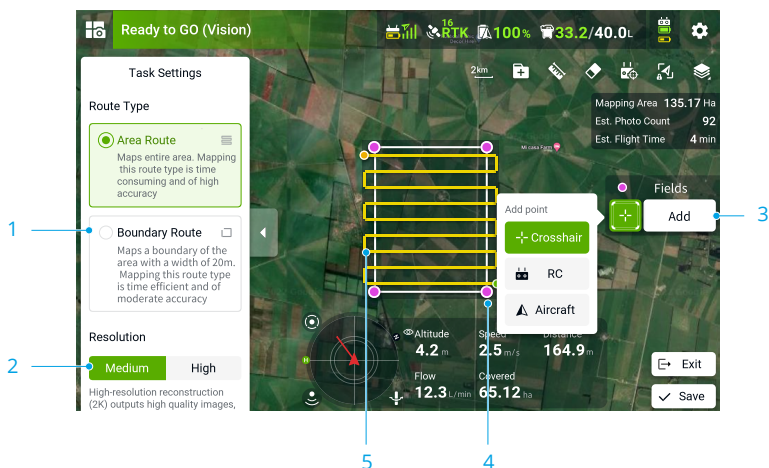 Ready to GO (Vision)
16
RTK
100%
33.2/40.0L
Task Settings
Route Type
Area Route
Maps entire area. Mapping
this route type is time
consuming and of high
accuracy
Boundary Route
Maps a boundary of the
area with a width of 20m.
Mapping this route type
is time efficient and of
moderate accuracy
Resolution
Medium
High
High-resolution reconstruction
(2K) outputs high quality images,
2km
Mapping Area 135.17 Ha
Est. Photo Count 92
Est. Flight Time 4 min
Mi casa Farm
Fields
Add
Add point
Crosshair
RC
Aircraft
N
H
Altitude
4.2 m
Speed
2.5 m/s
Distance
164.9 m
Flow
12.3 L/min
Covered
65.12 ha
Exit
Save
1
2
3
5
4